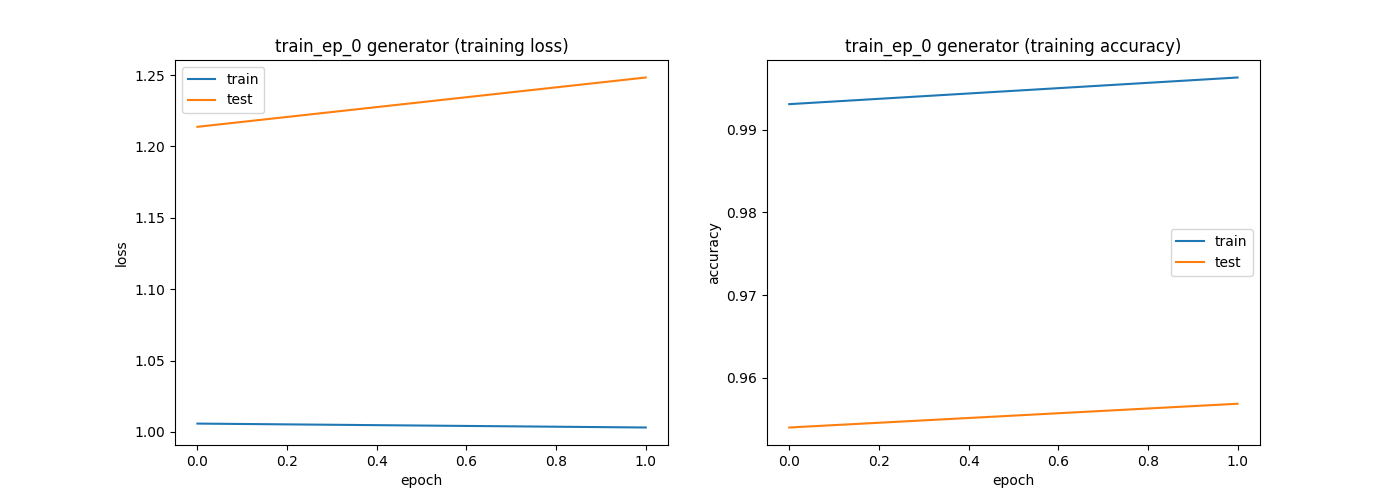 train_ep_0 generator (training loss)
1.25
1.20
1.15
1.10
1.05
1.00
loss
train
test
0.0 0.2 0.4 0.6 0.8 1.0
epoch
train_ep_0 generator (training accuracy)
0.99
0.98
0.97
0.96
accuracy
train
test
0.0 0.2 0.4 0.6 0.8 1.0
epoch